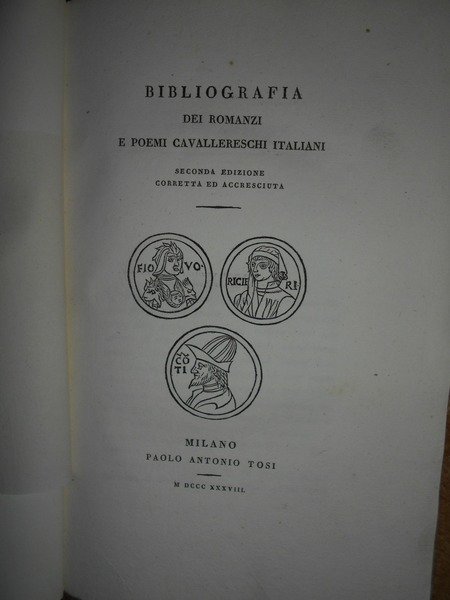 BIBLIOGRAFIA
DEI ROMANZI
E POEMI CAVALLERESCHI ITALIANI
SECONDA EDIZIONE
CORRETTA ED ACCRESCIUTA
FIO VO·
RICIE RI·
CŌ
TI
MILANO
PAOLO ANTONIO TOSI
M DCCC XXXVIII.